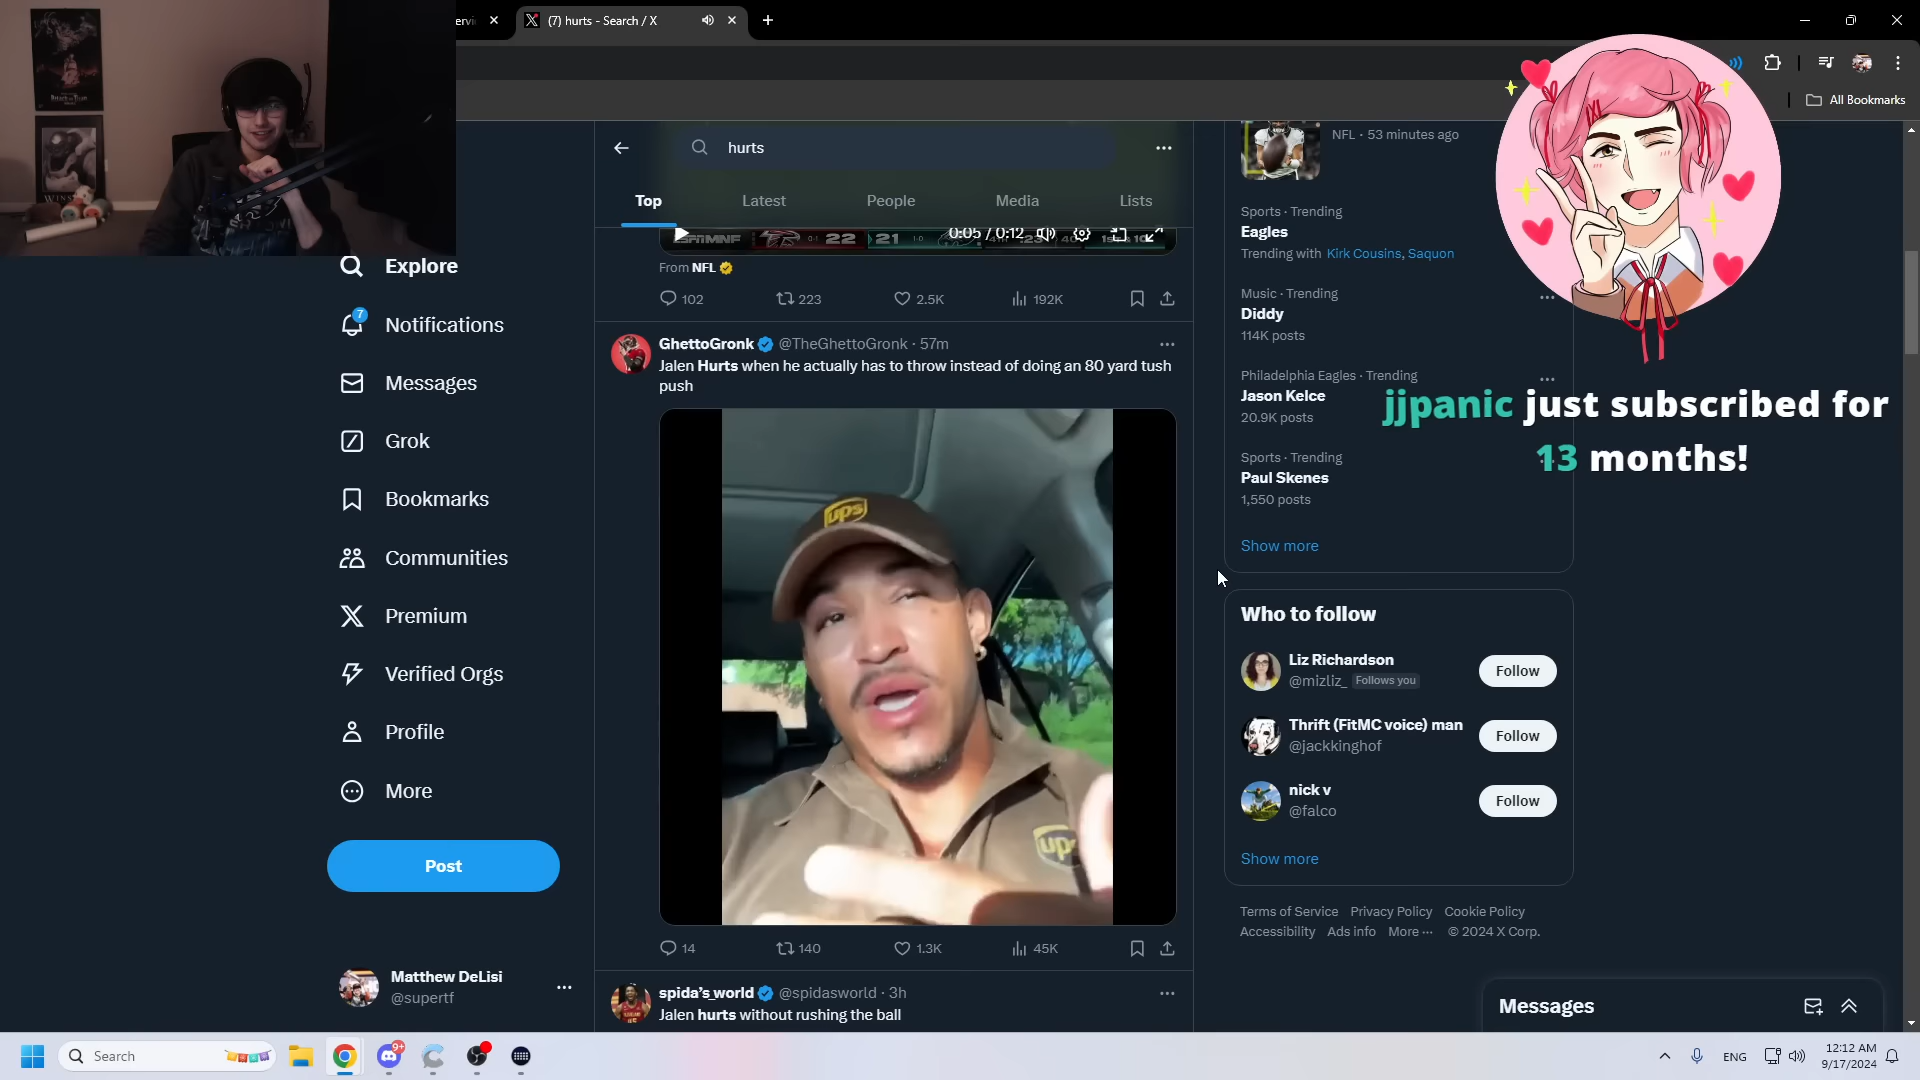 (7) hurts - Search / X
All Bookmarks
hurts
Top
Latest
People
Media
Lists
0:05 / 0:12
22
21
From NFL
102
223
2.5K
192K
Explore
7
Notifications
Messages
Grok
Bookmarks
Communities
Premium
Verified Orgs
Profile
More
Post
Matthew DeLisi
@supertf
GhettoGronk @TheGhettoGronk · 57m
Jalen Hurts when he actually has to throw instead of doing an 80 yard tush
push
ups
14
140
1.3K
45K
spida's_world @spidasworld · 3h
Jalen hurts without rushing the ball
NFL · 53 minutes ago
Sports · Trending
Eagles
Trending with Kirk Cousins, Saquon
Music · Trending
Diddy
114K posts
Philadelphia Eagles · Trending
Jason Kelce
20.9K posts
Sports · Trending
Paul Skenes
1,550 posts
Show more
jjpanic just subscribed for
13 months!
Who to follow
Liz Richardson
@mizliz_ Follows you
Follow
Thrift (FitMC voice) man
@jackkinghof
Follow
nick v
@falco
Follow
Show more
Terms of Service Privacy Policy Cookie Policy
Accessibility Ads info More ··· © 2024 X Corp.
Messages
Search
9+
ENG
12:12 AM
9/17/2024